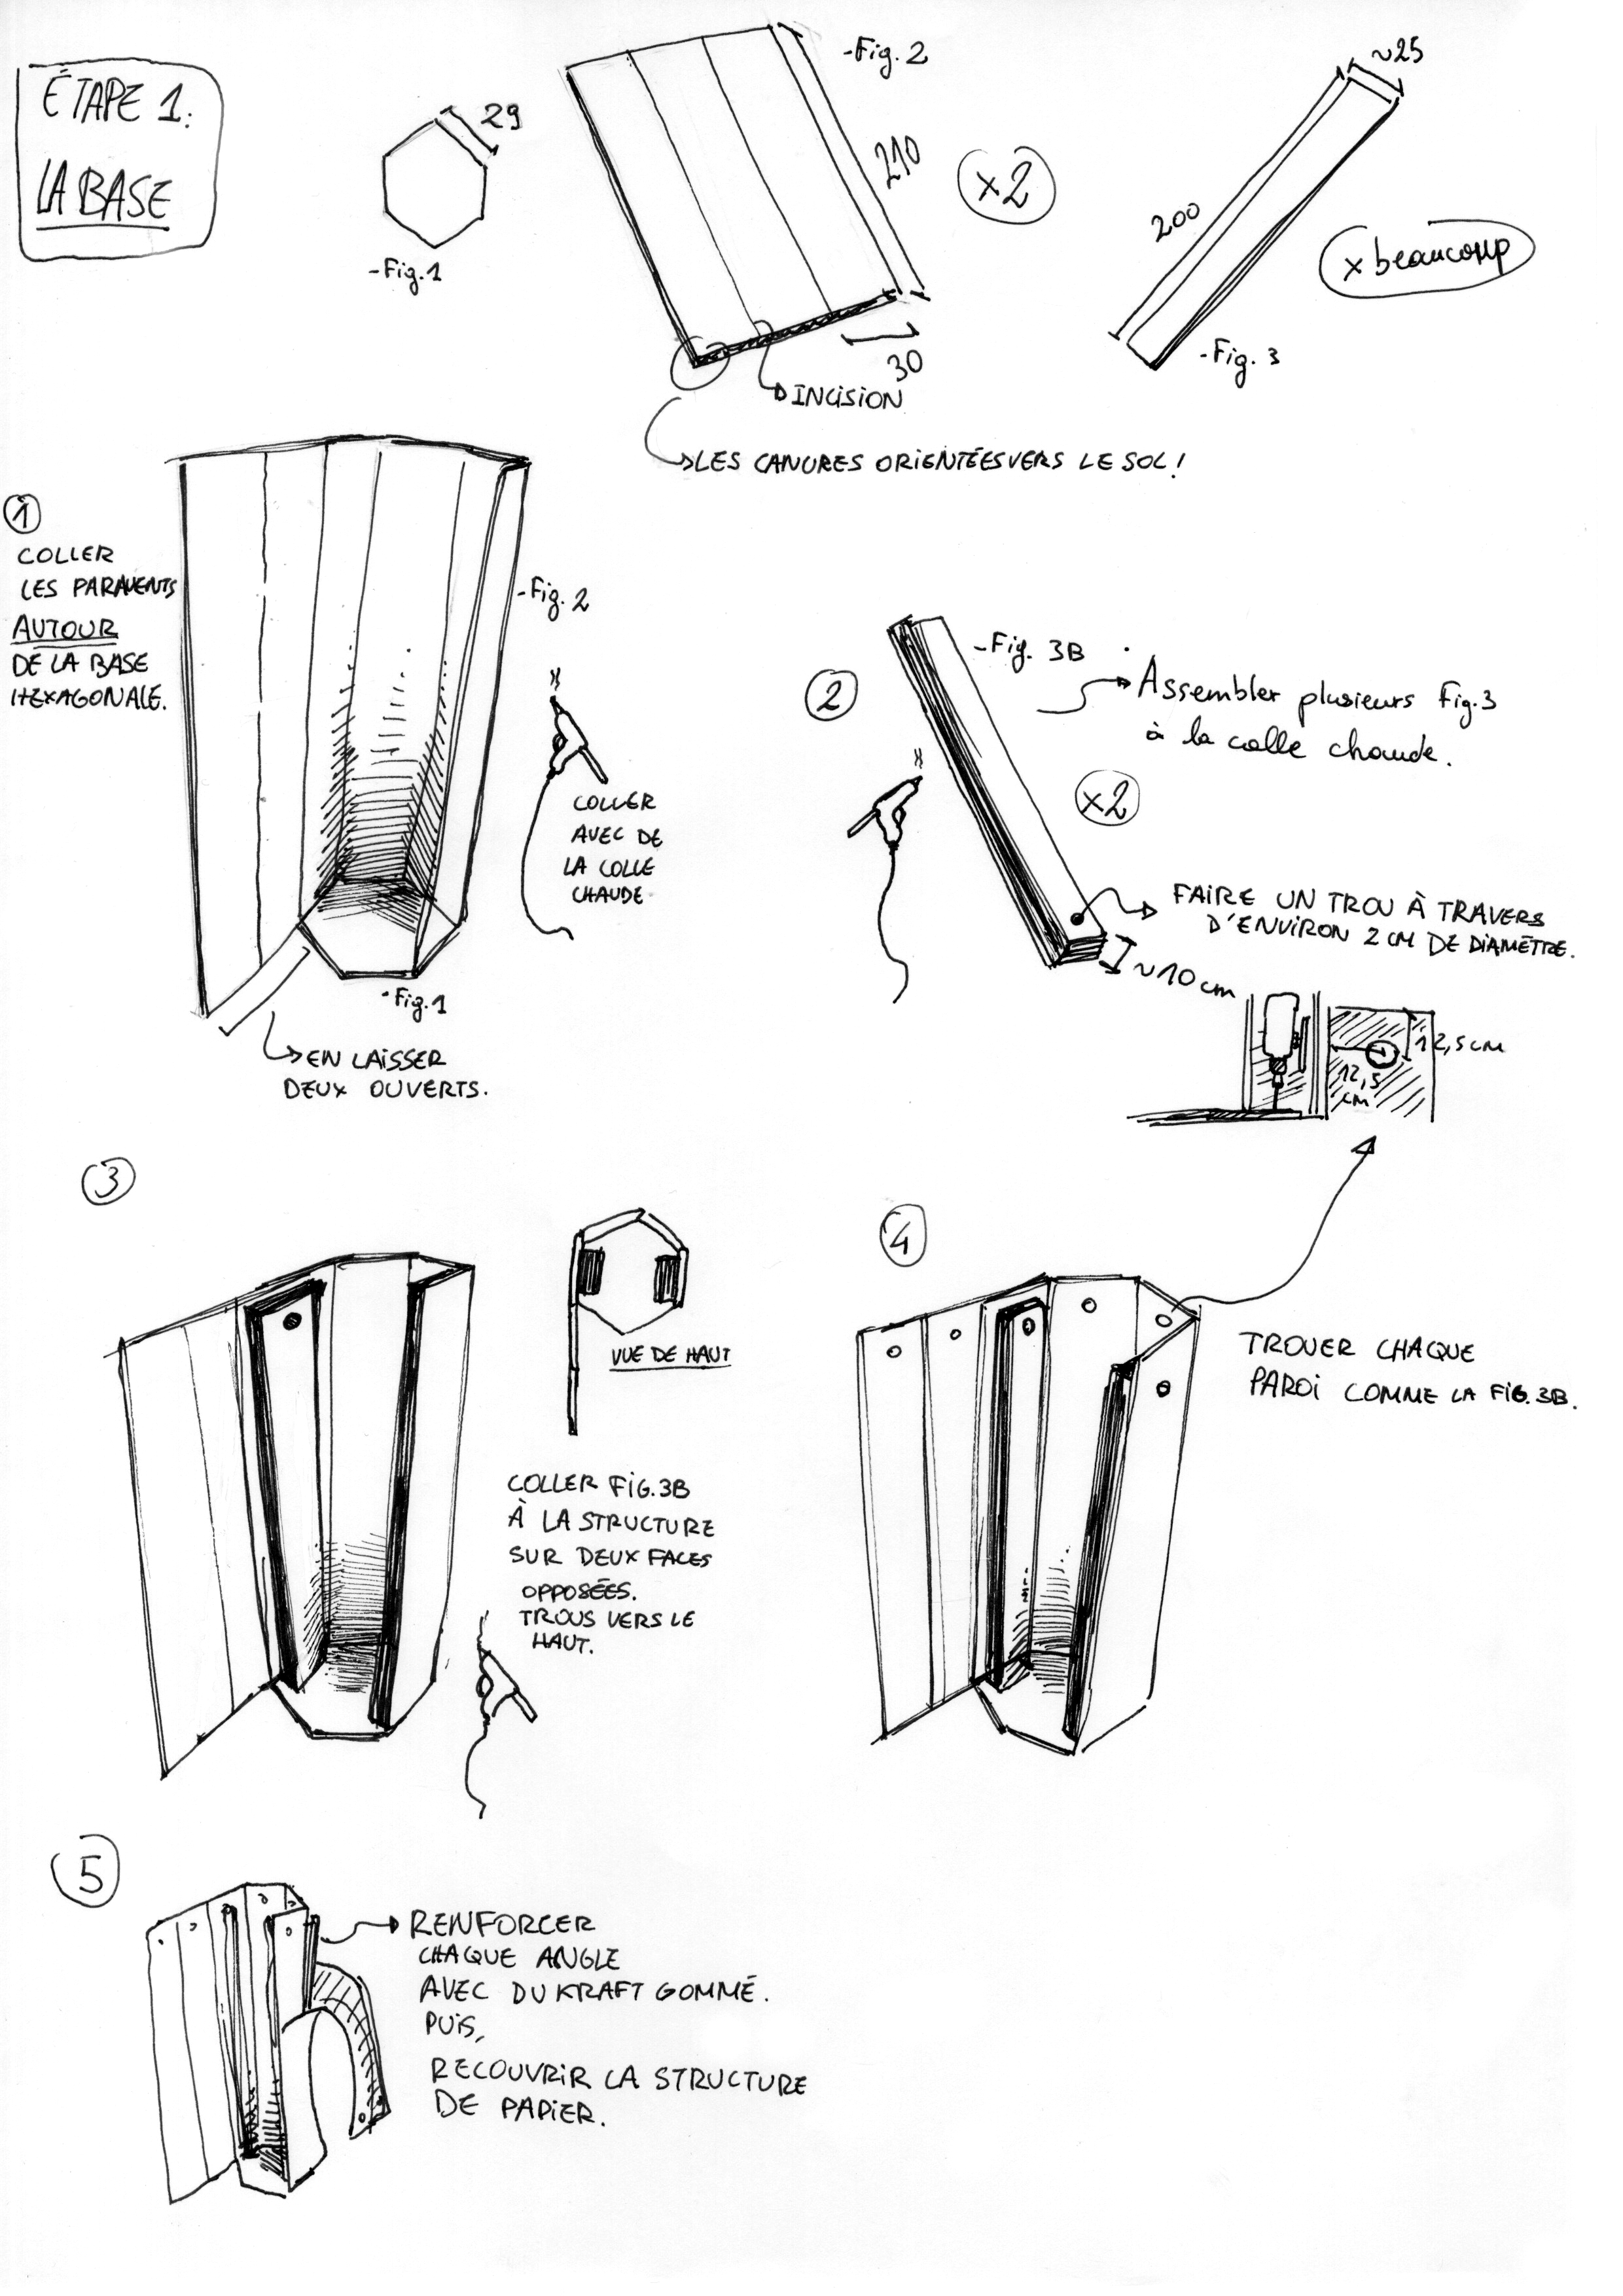 ÉTAPE 1:
LA BASE
29
-Fig.1
-Fig. 2
210
x2
30
INCISION
LES CANURES ORIENTÉES VERS LE SOL!
~25
200
x beaucoup
-Fig. 3
1
COLLER
LES PARAVENTS
AUTOUR
DE LA BASE
HEXAGONALE.
-Fig. 2
COLLER
AVEC DE
LA COLLE
CHAUDE
-Fig.1
EN LAISSER
DEUX OUVERTS.
2
-Fig. 3B
Assembler plusieurs Fig.3
à la colle chaude.
x2
FAIRE UN TROU À TRAVERS
D'ENVIRON 2 CM DE DIAMÈTRE.
~10 cm
12,5 CM
12,5
CM
3
VUE DE HAUT
COLLER FIG.3B
À LA STRUCTURE
SUR DEUX FACES
OPPOSÉES.
TROUS VERS LE
HAUT.
4
TROUER CHAQUE
PAROI COMME LA FIG.3B.
5
RENFORCER
CHAQUE ANGLE
AVEC DU KRAFT GOMMÉ.
PUIS,
RECOUVRIR LA STRUCTURE
DE PAPIER.